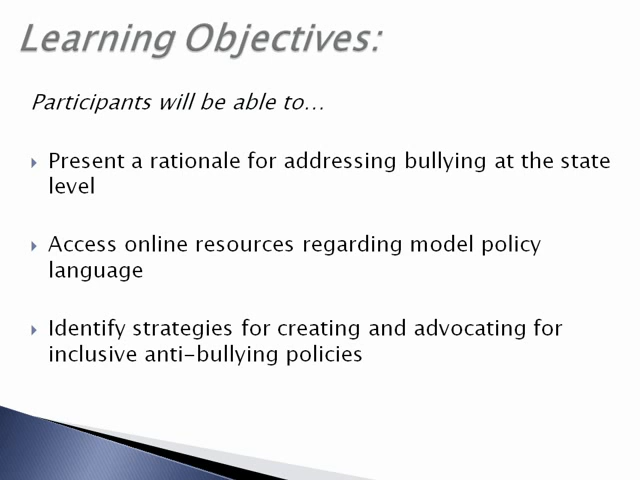 Learning Objectives:
Participants will be able to…
Present a rationale for addressing bullying at the state
level
Access online resources regarding model policy
language
Identify strategies for creating and advocating for
inclusive anti-bullying policies